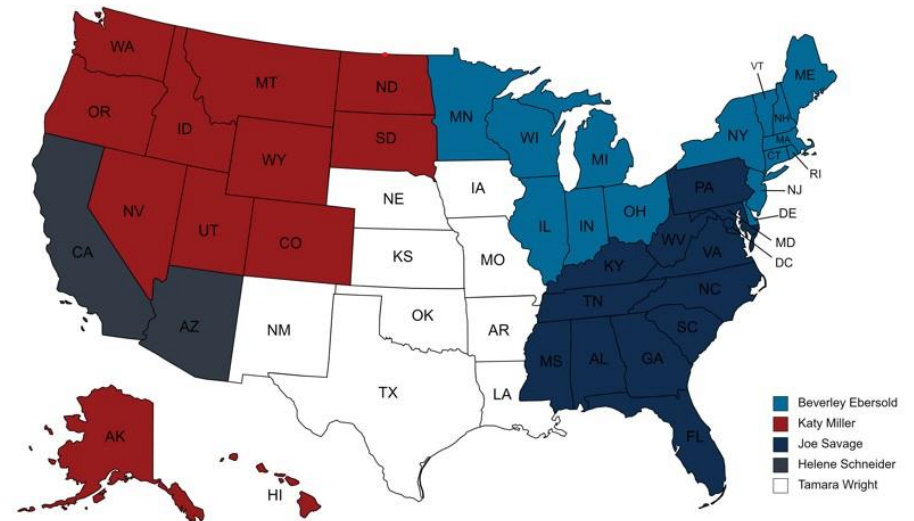 WA
MT
ND
MN
VT
ME
OR
ID
SD
WI
MI
NY
NH
MA
CT
RI
WY
NE
IA
PA
NJ
NV
UT
CO
IL
IN
OH
DE
CA
KS
MO
WV
VA
MD
DC
KY
AZ
NM
OK
AR
TN
NC
SC
TX
LA
MS
AL
GA
FL
AK
HI
Beverley Ebersold
Katy Miller
Joe Savage
Helene Schneider
Tamara Wright